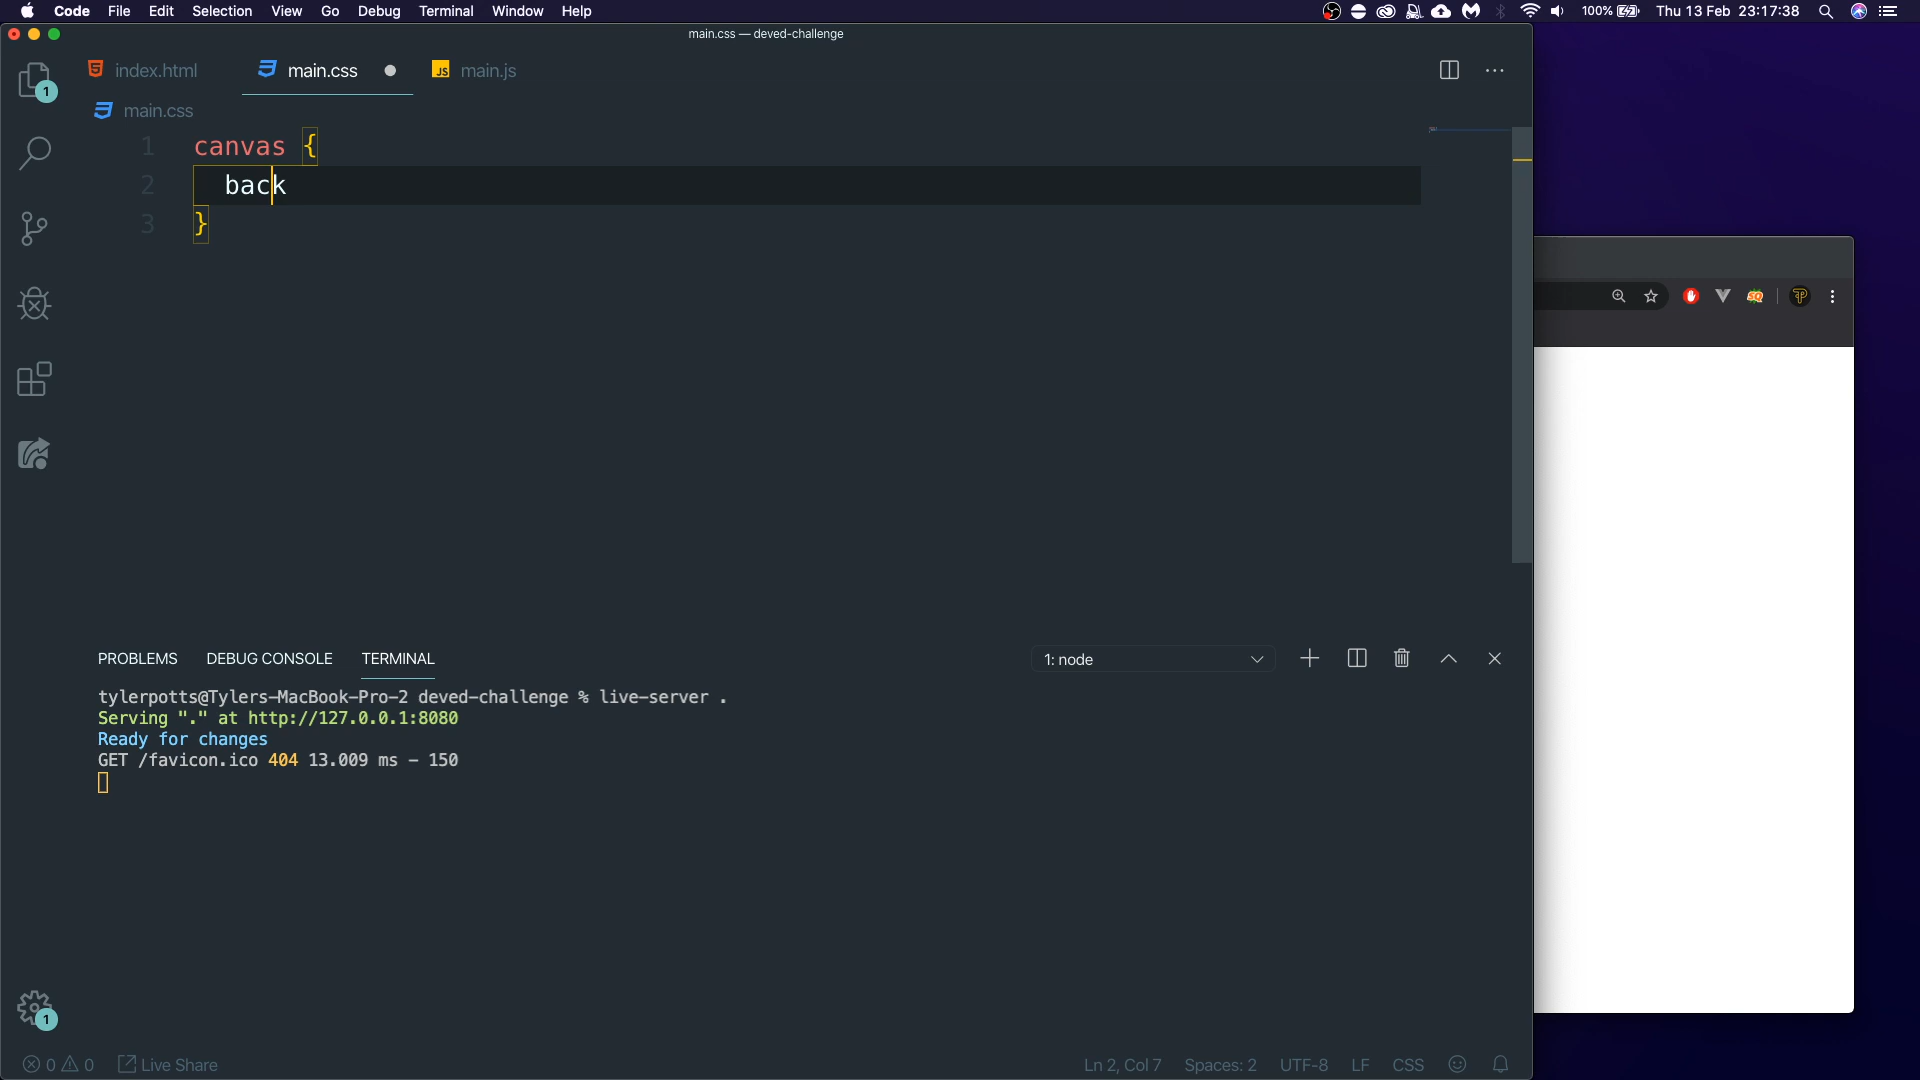 Code File Edit Selection View Go Debug Terminal Window Help 100% Thu 13 Feb 23:17:38
main.css — deved-challenge
index.html main.css JS main.js
1
main.css
1 canvas {
2 back
3 }
PROBLEMS DEBUG CONSOLE TERMINAL 1: node
tylerpotts@Tylers-MacBook-Pro-2 deved-challenge % live-server .
Serving "." at http://127.0.0.1:8080
Ready for changes
GET /favicon.ico 404 13.009 ms - 150
1
0 0 Live Share Ln 2, Col 7 Spaces: 2 UTF-8 LF CSS